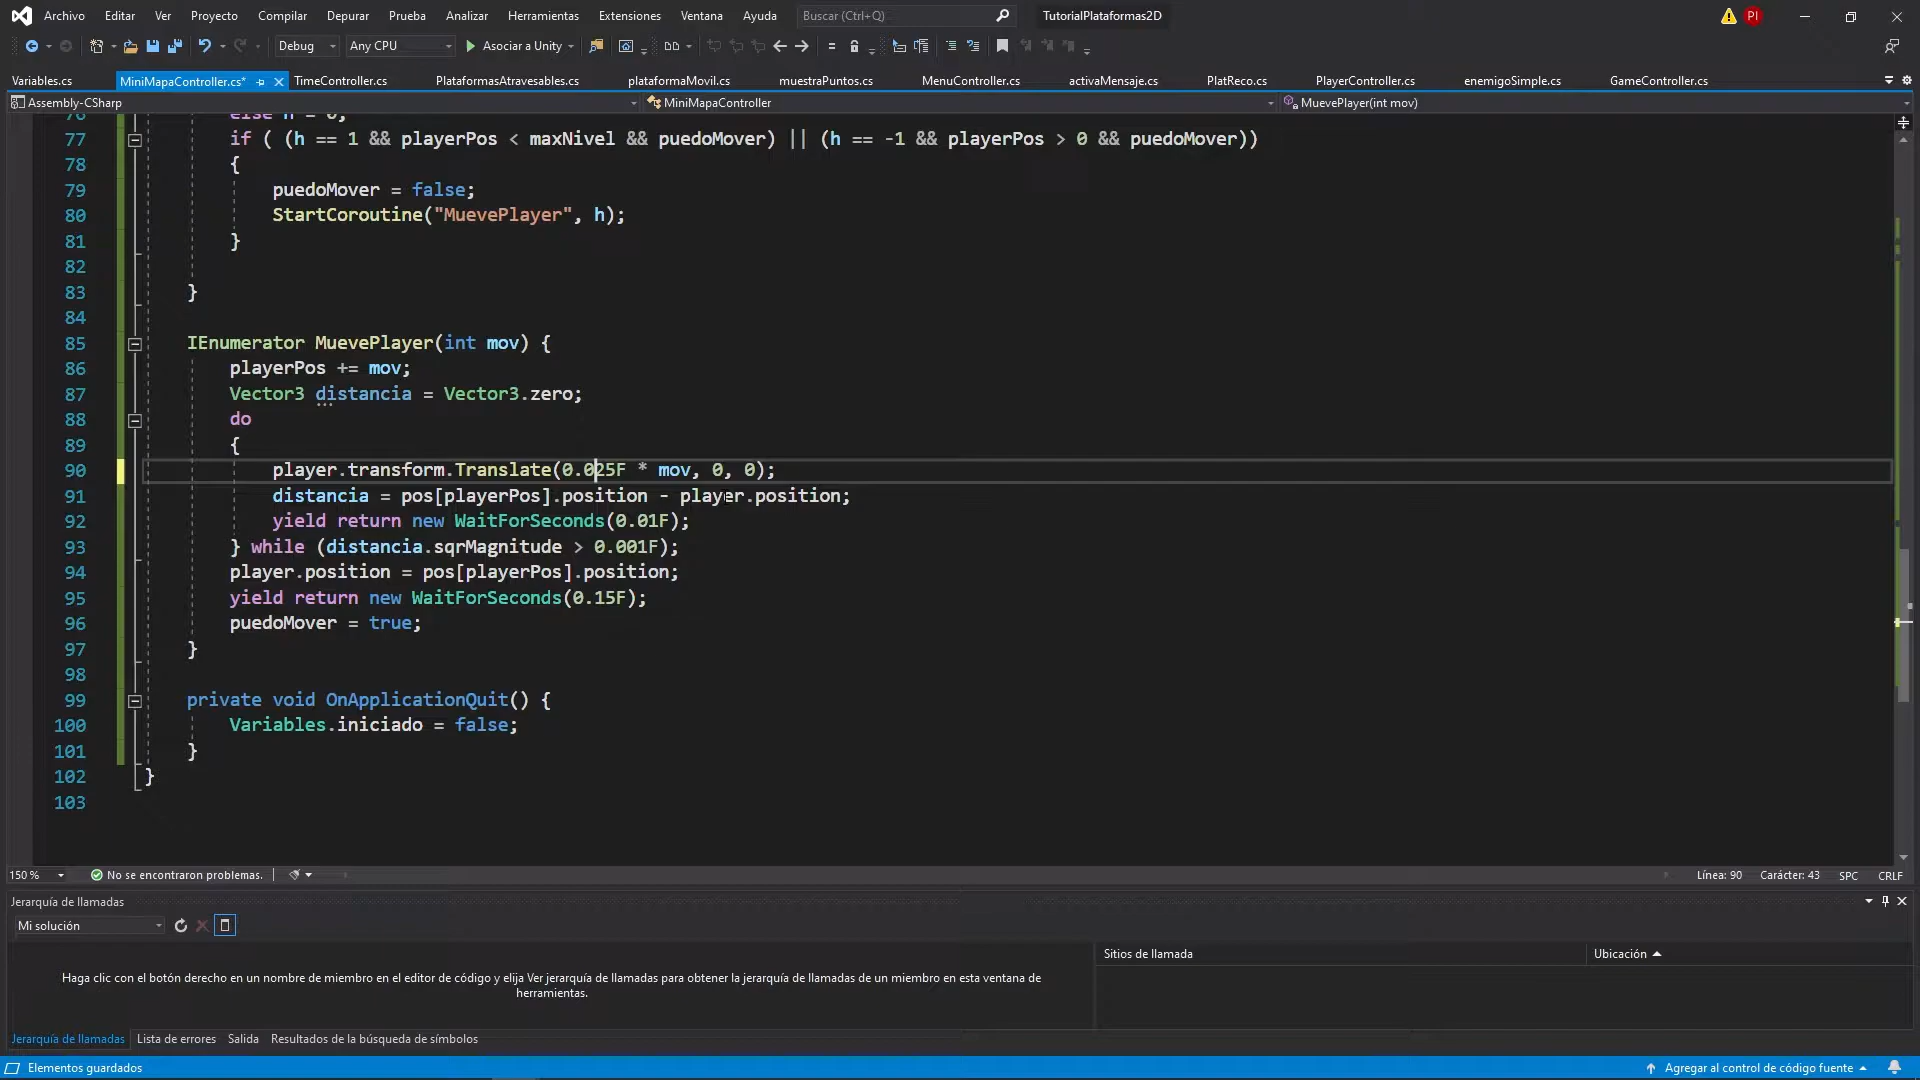 Archivo Editar Ver Proyecto Compilar Depurar Prueba Analizar Herramientas Extensiones Ventana Ayuda Buscar (Ctrl+Q) TutorialPlataformas2D PI
Debug Any CPU Asociar a Unity
Variables.cs MiniMapaController.cs* TimeController.cs PlataformasAtravesables.cs plataformaMovil.cs muestraPuntos.cs MenuController.cs activaMensaje.cs PlatReco.cs PlayerController.cs enemigoSimple.cs GameController.cs
Assembly-CSharp MiniMapaController MuevePlayer(int mov)
76 else h = 0;
77 if ( (h == 1 && playerPos < maxNivel && puedoMover) || (h == -1 && playerPos > 0 && puedoMover))
78 {
79 puedoMover = false;
80 StartCoroutine("MuevePlayer", h);
81 }
82
83 }
84
85 IEnumerator MuevePlayer(int mov) {
86 playerPos += mov;
87 Vector3 distancia = Vector3.zero;
88 do
89 {
90 player.transform.Translate(0.025F * mov, 0, 0);
91 distancia = pos[playerPos].position - player.position;
92 yield return new WaitForSeconds(0.01F);
93 } while (distancia.sqrMagnitude > 0.001F);
94 player.position = pos[playerPos].position;
95 yield return new WaitForSeconds(0.15F);
96 puedoMover = true;
97 }
98
99 private void OnApplicationQuit() {
100 Variables.iniciado = false;
101 }
102 }
103
150 % No se encontraron problemas. Línea: 90 Carácter: 43 SPC CRLF
Jerarquía de llamadas
Mi solución
Sitios de llamada Ubicación
Haga clic con el botón derecho en un nombre de miembro en el editor de código y elija Ver jerarquía de llamadas para obtener la jerarquía de llamadas de un miembro en esta ventana de
herramientas.
Jerarquía de llamadas Lista de errores Salida Resultados de la búsqueda de símbolos
Elementos guardados Agregar al control de código fuente